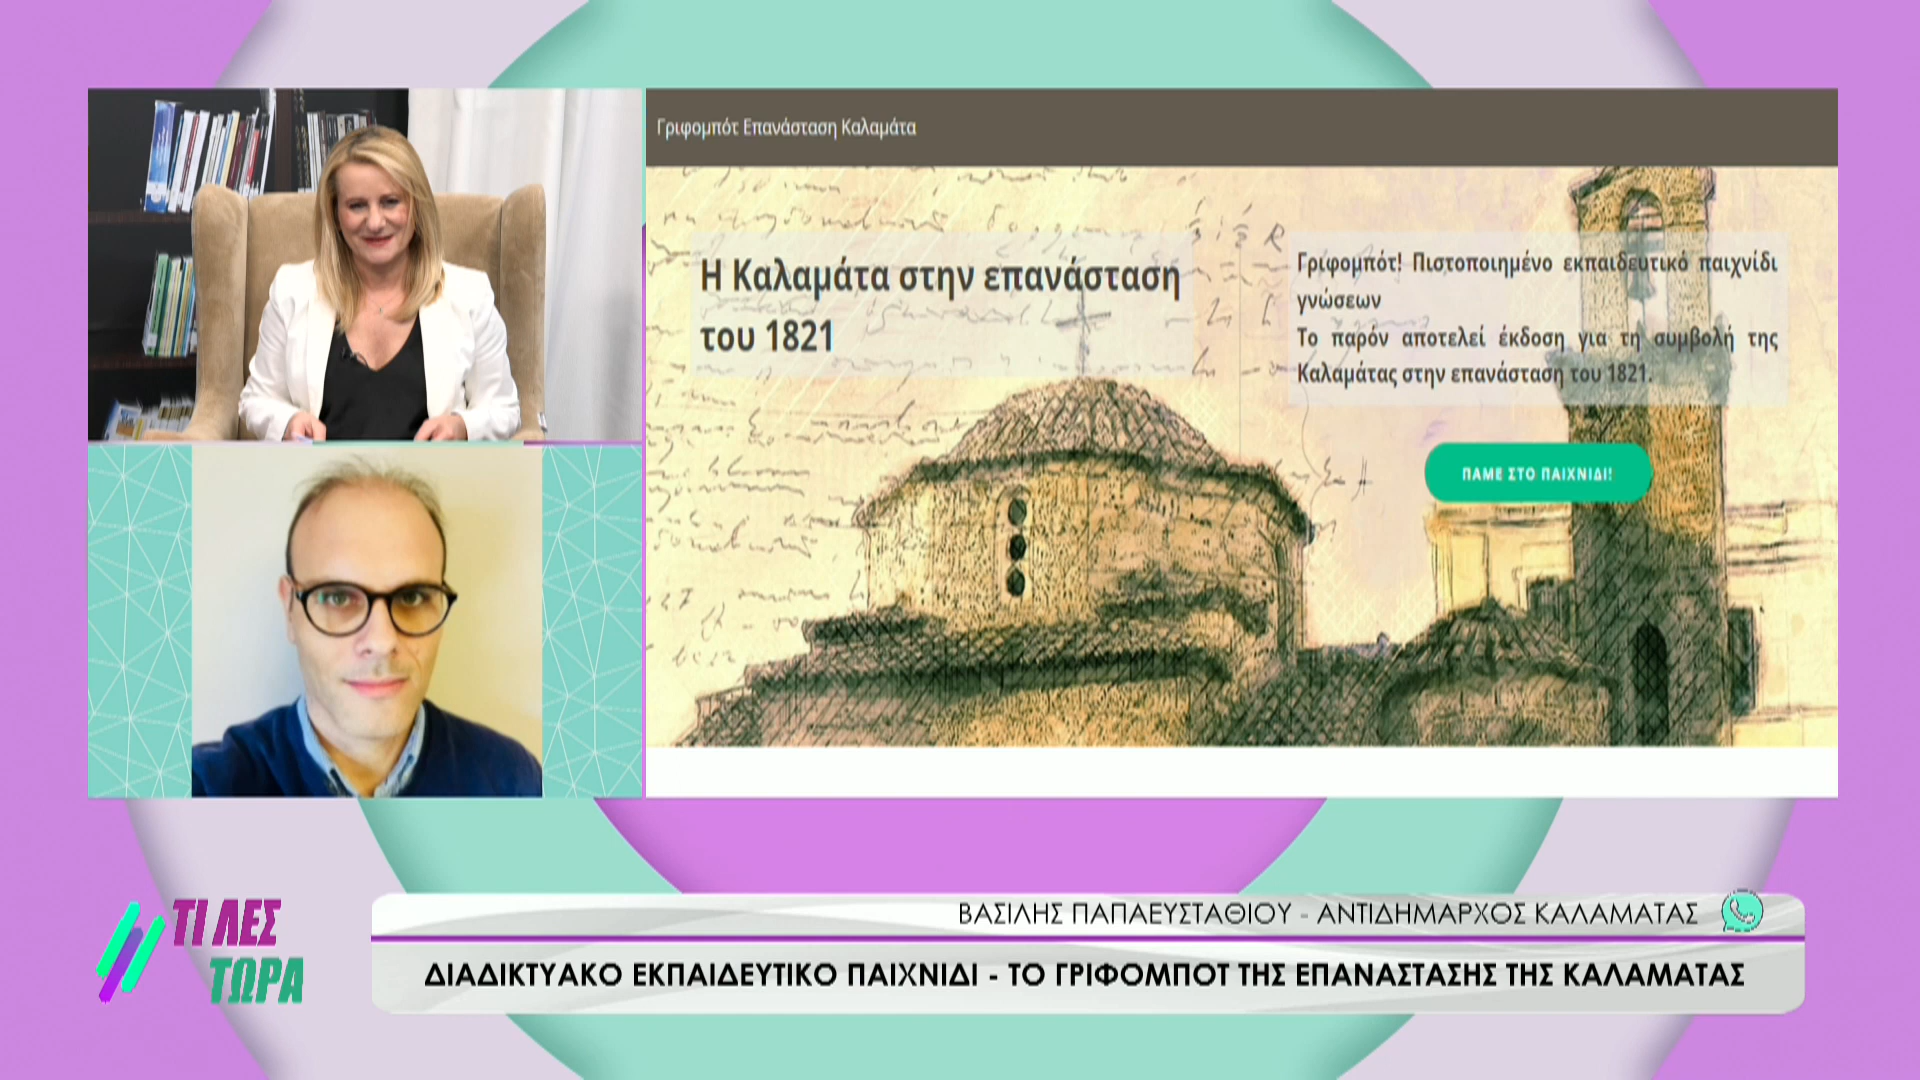 Γριφομπότ Επανάσταση Καλαμάτα
Η Καλαμάτα στην επανάσταση
του 1821
Γρίφομπότ! Πιστοποιημένο εκπαιδευτικό παιχνίδι
γνώσεων
Το παρόν αποτελεί έκδοση για τη συμβολή της
Καλαμάτας στην επανάσταση του 1821.
ΠΑΜΕ ΣΤΟ ΠΑΙΧΝΙΔΙ!
ΤΙ ΛΕΣ
ΤΩΡΑ
ΒΑΣΙΛΗΣ ΠΑΠΑΕΥΣΤΑΘΙΟΥ - ΑΝΤΙΔΗΜΑΡΧΟΣ ΚΑΛΑΜΑΤΑΣ
ΔΙΑΔΙΚΤΥΑΚΟ ΕΚΠΑΙΔΕΥΤΙΚΟ ΠΑΙΧΝΙΔΙ - ΤΟ ΓΡΙΦΟΜΠΟΤ ΤΗΣ ΕΠΑΝΑΣΤΑΣΗΣ ΤΗΣ ΚΑΛΑΜΑΤΑΣ